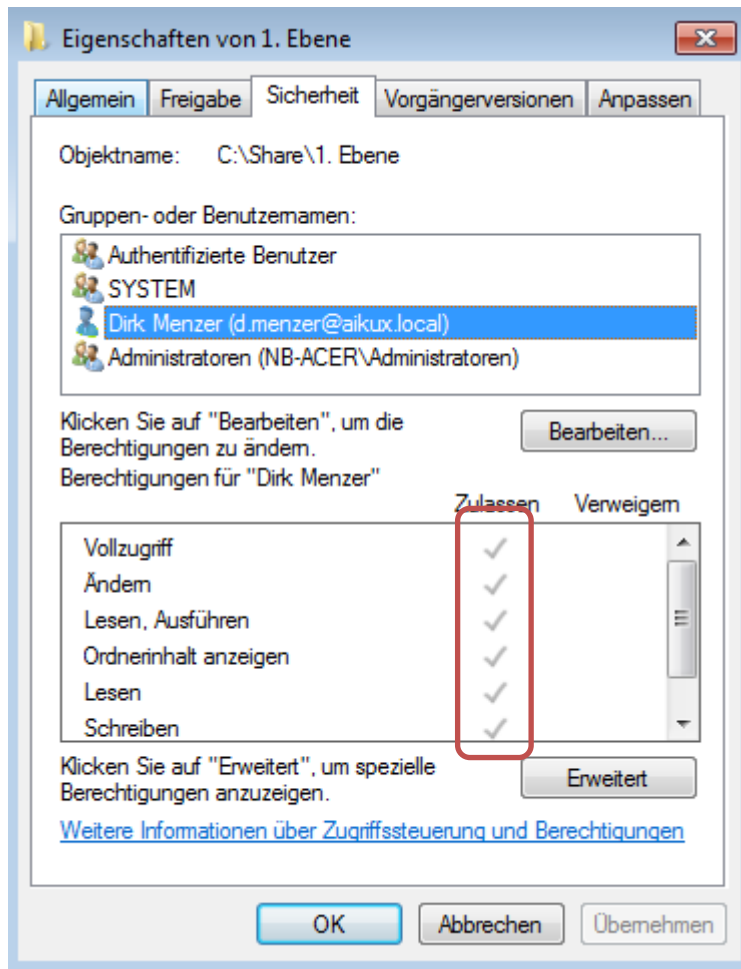 Eigenschaften von 1. Ebene
Allgemein Freigabe Sicherheit Vorgängerversionen Anpassen
Objektname: C:\Share\1. Ebene
Gruppen- oder Benutzernamen:
Authentifizierte Benutzer
SYSTEM
Dirk Menzer (d.menzer@aikux.local)
Administratoren (NB-ACER\Administratoren)
Klicken Sie auf "Bearbeiten", um die
Berechtigungen zu ändern.
Bearbeiten...
Berechtigungen für "Dirk Menzer"
Zulassen Verweigern
Vollzugriff
Ändern
Lesen, Ausführen
Ordnerinhalt anzeigen
Lesen
Schreiben
Klicken Sie auf "Erweitert", um spezielle
Berechtigungen anzuzeigen.
Erweitert
Weitere Informationen über Zugriffssteuerung und Berechtigungen
OK Abbrechen Übernehmen